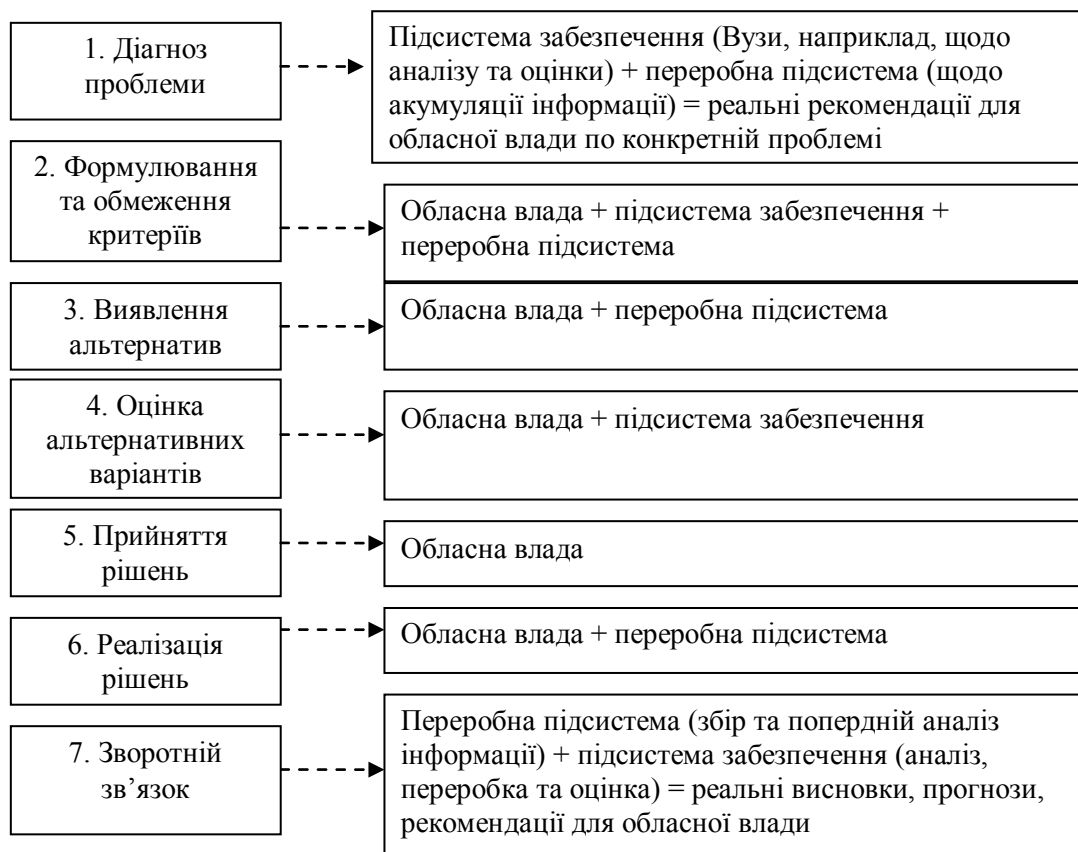 1. Діагноз
проблеми
Підсистема забезпечення (Вузи, наприклад, щодо
аналізу та оцінки) + переробна підсистема (щодо
акумуляції інформації) = реальні рекомендації для
обласної влади по конкретній проблемі
2. Формулювання
та обмеження
критеріїв
Обласна влада + підсистема забезпечення +
переробна підсистема
3. Виявлення
альтернатив
Обласна влада + переробна підсистема
4. Оцінка
альтернативних
варіантів
Обласна влада + підсистема забезпечення
5. Прийняття
рішень
Обласна влада
6. Реалізація
рішень
Обласна влада + переробна підсистема
7. Зворотній
зв’язок
Переробна підсистема (збір та попердній аналіз
інформації) + підсистема забезпечення (аналіз,
переробка та оцінка) = реальні висновки, прогнози,
рекомендації для обласної влади